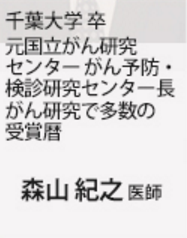 千葉大学 卒
元国立がん研究
センター がん予防・
検診研究センター長
がん研究で多数の
受賞暦
森山 紀之 医師